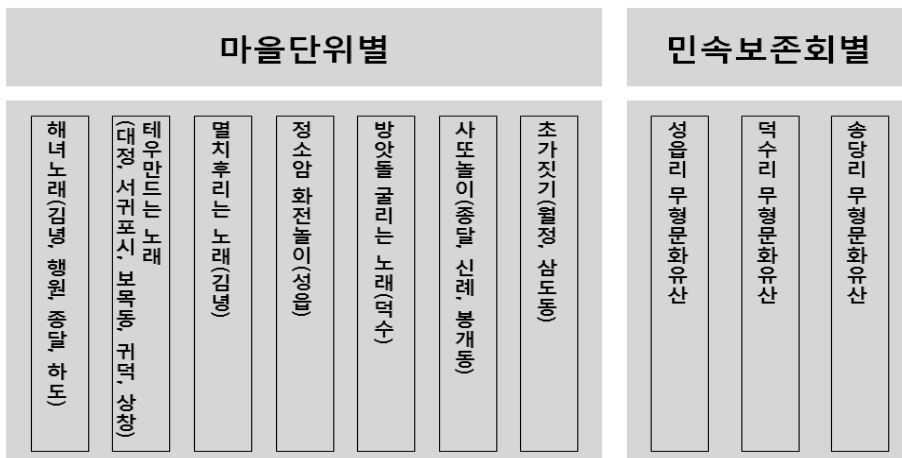 마을단위별
민속보존회별
해녀노래(김녕, 행원, 종달, 하도)
테우만드는 노래
(대정, 서귀포시, 보목동, 귀덕, 상창)
멸치후리는 노래(김녕)
정소암 화전놀이(성읍)
방앗돌 굴리는 노래(덕수)
사또놀이(종달, 신례, 봉개동)
초가짓기(월정, 삼도동)
성읍리 무형문화유산
덕수리 무형문화유산
송당리 무형문화유산